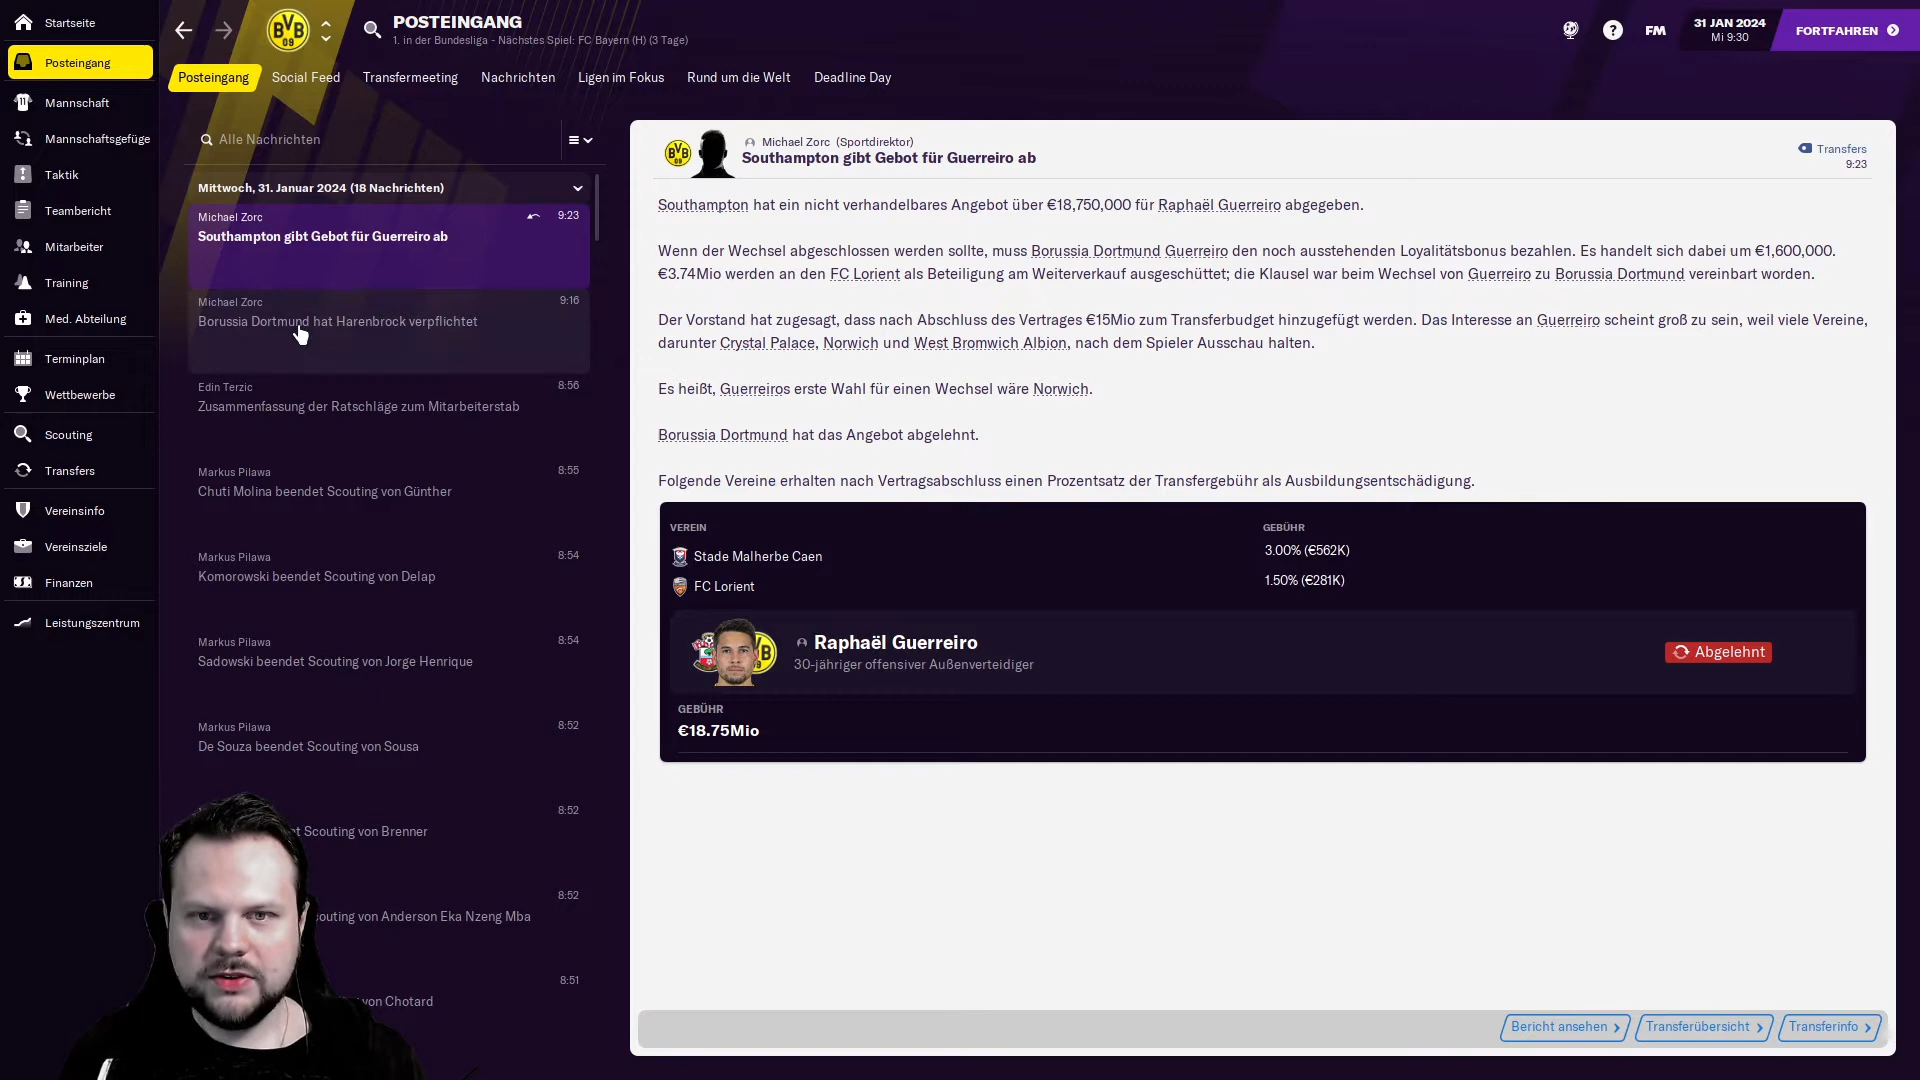 Startseite
Posteingang
Mannschaft
Mannschaftsgefüge
Taktik
Teambericht
Mitarbeiter
Training
Med. Abteilung
Terminplan
Wettbewerbe
Scouting
Transfers
Vereinsinfo
Vereinsziele
Finanzen
Leistungszentrum
BVB 09
POSTEINGANG
1. in der Bundesliga - Nächstes Spiel: FC Bayern (H) (3 Tage)
FM
31 JAN 2024
Mi 9:30
FORTFAHREN
Posteingang Social Feed Transfermeeting Nachrichten Ligen im Fokus Rund um die Welt Deadline Day
Alle Nachrichten
Mittwoch, 31. Januar 2024 (18 Nachrichten)
Michael Zorc 9:23
Southampton gibt Gebot für Guerreiro ab
Michael Zorc 9:16
Borussia Dortmund hat Harenbrock verpflichtet
Edin Terzic 8:56
Zusammenfassung der Ratschläge zum Mitarbeiterstab
Markus Pilawa 8:55
Chuti Molina beendet Scouting von Günther
Markus Pilawa 8:54
Komorowski beendet Scouting von Delap
Markus Pilawa 8:54
Sadowski beendet Scouting von Jorge Henrique
Markus Pilawa 8:52
De Souza beendet Scouting von Sousa
8:52
Scouting von Brenner
8:52
von Anderson Eka Nzeng Mba
8:51
von Chotard
BVB 09
Michael Zorc (Sportdirektor)
Southampton gibt Gebot für Guerreiro ab
Transfers
9:23
Southampton hat ein nicht verhandelbares Angebot über €18,750,000 für Raphaël Guerreiro abgegeben.
Wenn der Wechsel abgeschlossen werden sollte, muss Borussia Dortmund Guerreiro den noch ausstehenden Loyalitätsbonus bezahlen. Es handelt sich dabei um €1,600,000.
€3.74Mio werden an den FC Lorient als Beteiligung am Weiterverkauf ausgeschüttet; die Klausel war beim Wechsel von Guerreiro zu Borussia Dortmund vereinbart worden.
Der Vorstand hat zugesagt, dass nach Abschluss des Vertrages €15Mio zum Transferbudget hinzugefügt werden. Das Interesse an Guerreiro scheint groß zu sein, weil viele Vereine,
darunter Crystal Palace, Norwich und West Bromwich Albion, nach dem Spieler Ausschau halten.
Es heißt, Guerreiros erste Wahl für einen Wechsel wäre Norwich.
Borussia Dortmund hat das Angebot abgelehnt.
Folgende Vereine erhalten nach Vertragsabschluss einen Prozentsatz der Transfergebühr als Ausbildungsentschädigung.
VEREIN GEBÜHR
Stade Malherbe Caen 3.00% (€562K)
FC Lorient 1.50% (€281K)
Raphaël Guerreiro
30-jähriger offensiver Außenverteidiger
Abgelehnt
GEBÜHR
€18.75Mio
Bericht ansehen Transferübersicht Transferinfo